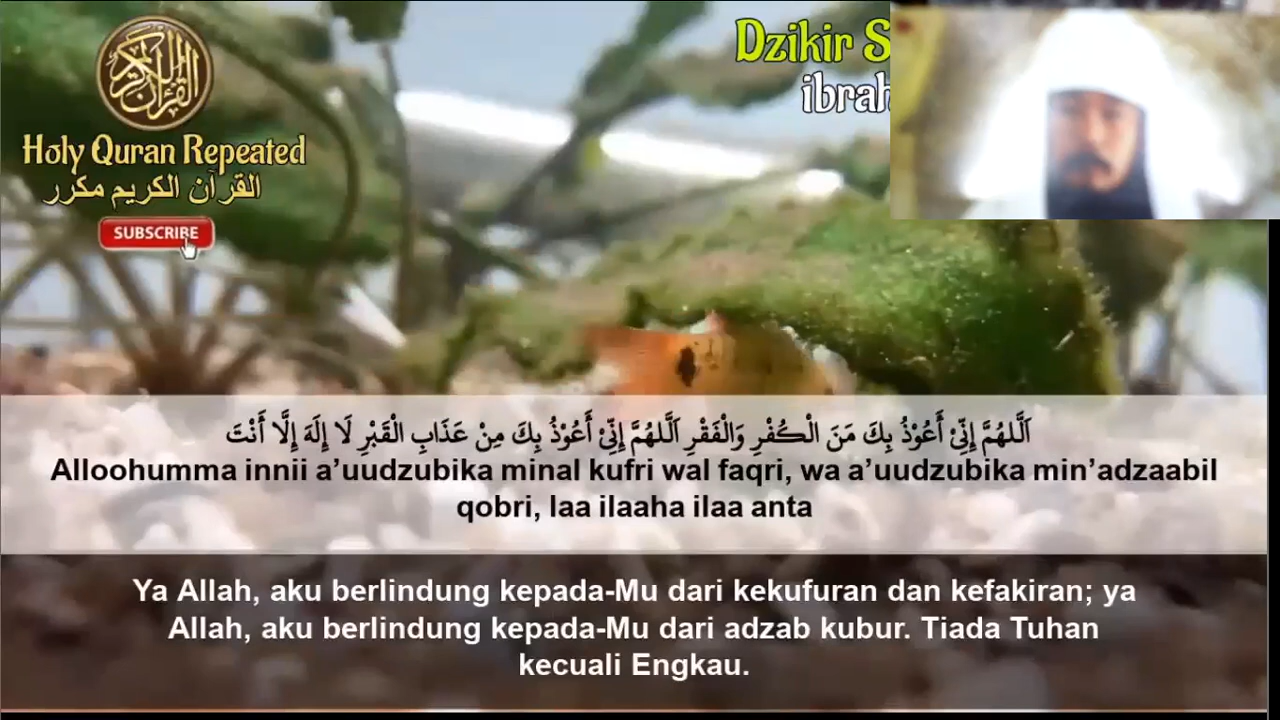 Dzikir S
ibrah
Holy Quran Repeated
القرآن الكريم مكرر
SUBSCRIBE
اَللّٰهُمَّ إِنِّيْ أَعُوْذُ بِكَ مَنَ الْكُفْرِ وَالْفَقْرِ اَللّٰهُمَّ إِنِّيْ أَعُوْذُ بِكَ مِنْ عَذَابِ الْقَبْرِ لَا إِلَهَ إِلَّا أَنْتَ
Alloohumma innii a’uudzubika minal kufri wal faqri, wa a’uudzubika min’adzaabil
qobri, laa ilaaha ilaa anta
Ya Allah, aku berlindung kepada-Mu dari kekufuran dan kefakiran; ya
Allah, aku berlindung kepada-Mu dari adzab kubur. Tiada Tuhan
kecuali Engkau.